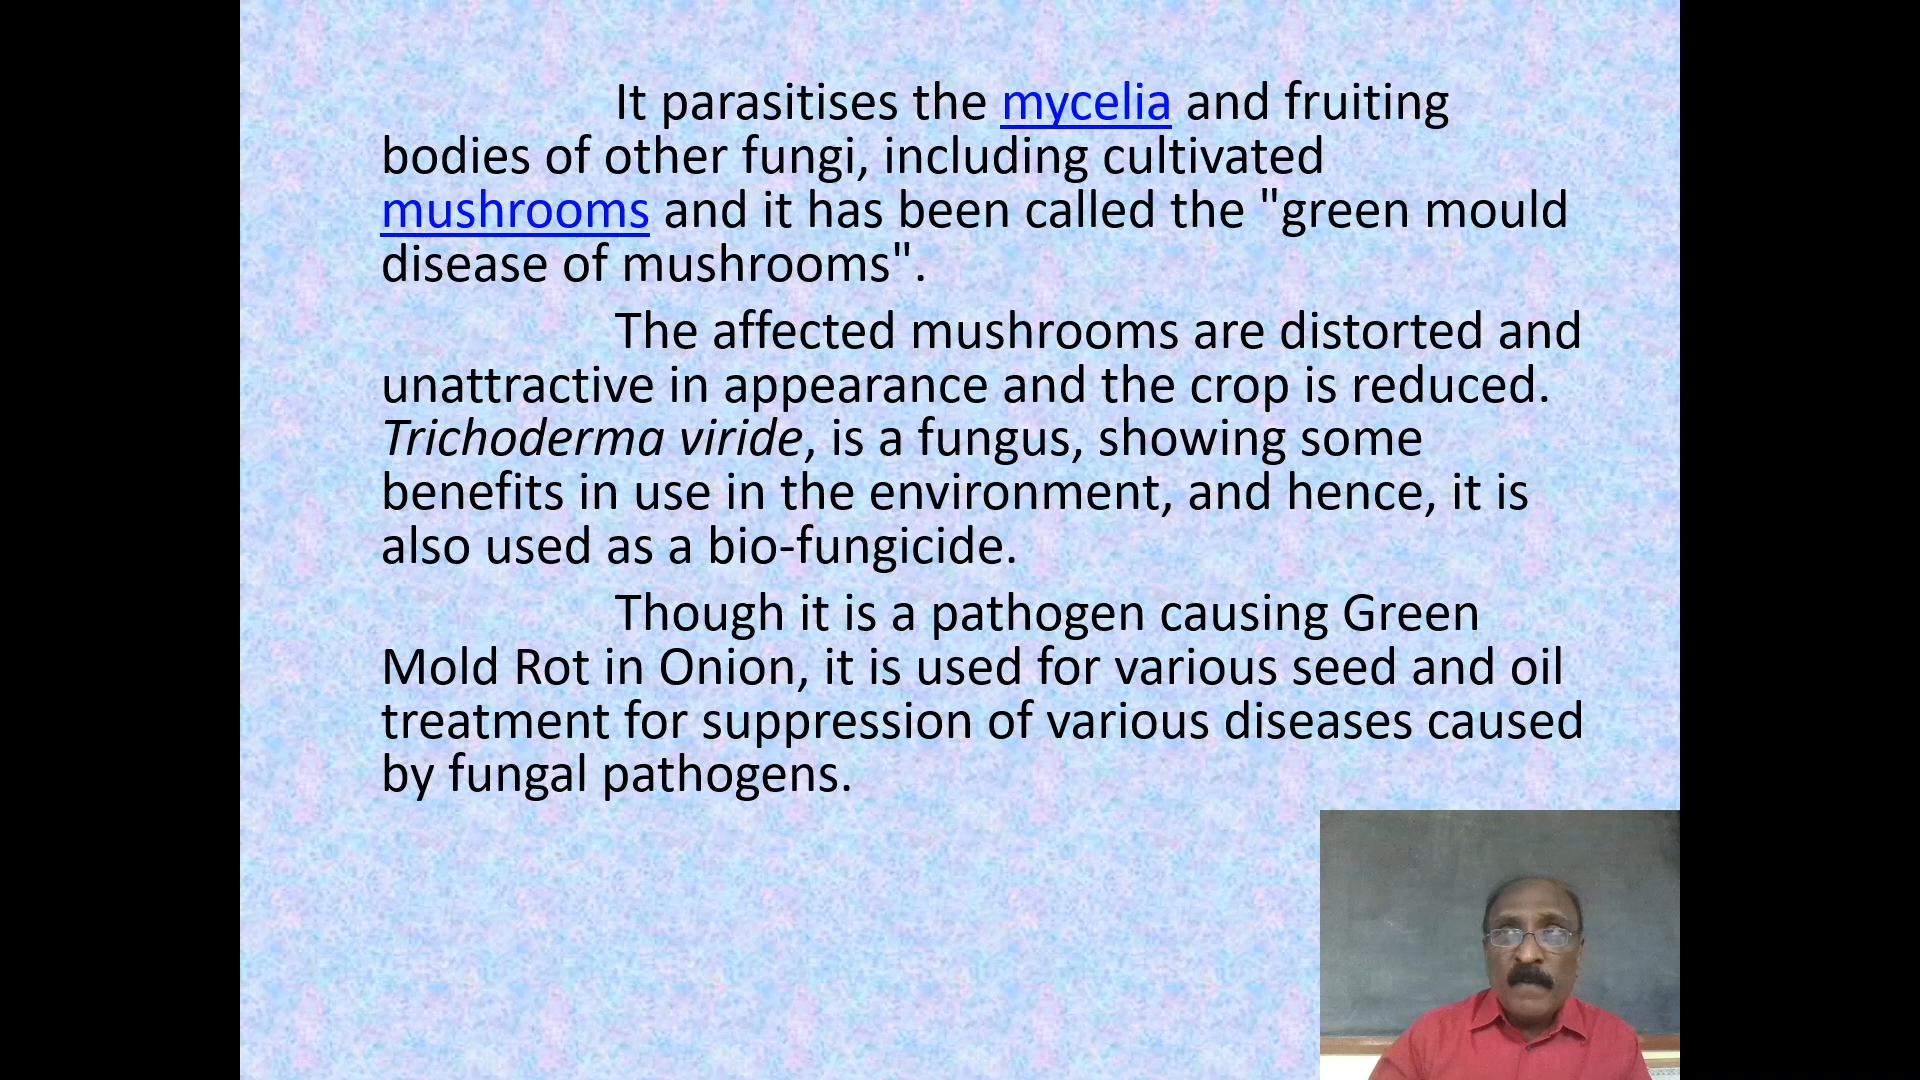 It parasitises the mycelia and fruiting
bodies of other fungi, including cultivated
mushrooms and it has been called the "green mould
disease of mushrooms".
The affected mushrooms are distorted and
unattractive in appearance and the crop is reduced.
Trichoderma viride, is a fungus, showing some
benefits in use in the environment, and hence, it is
also used as a bio-fungicide.
Though it is a pathogen causing Green
Mold Rot in Onion, it is used for various seed and oil
treatment for suppression of various diseases caused
by fungal pathogens.